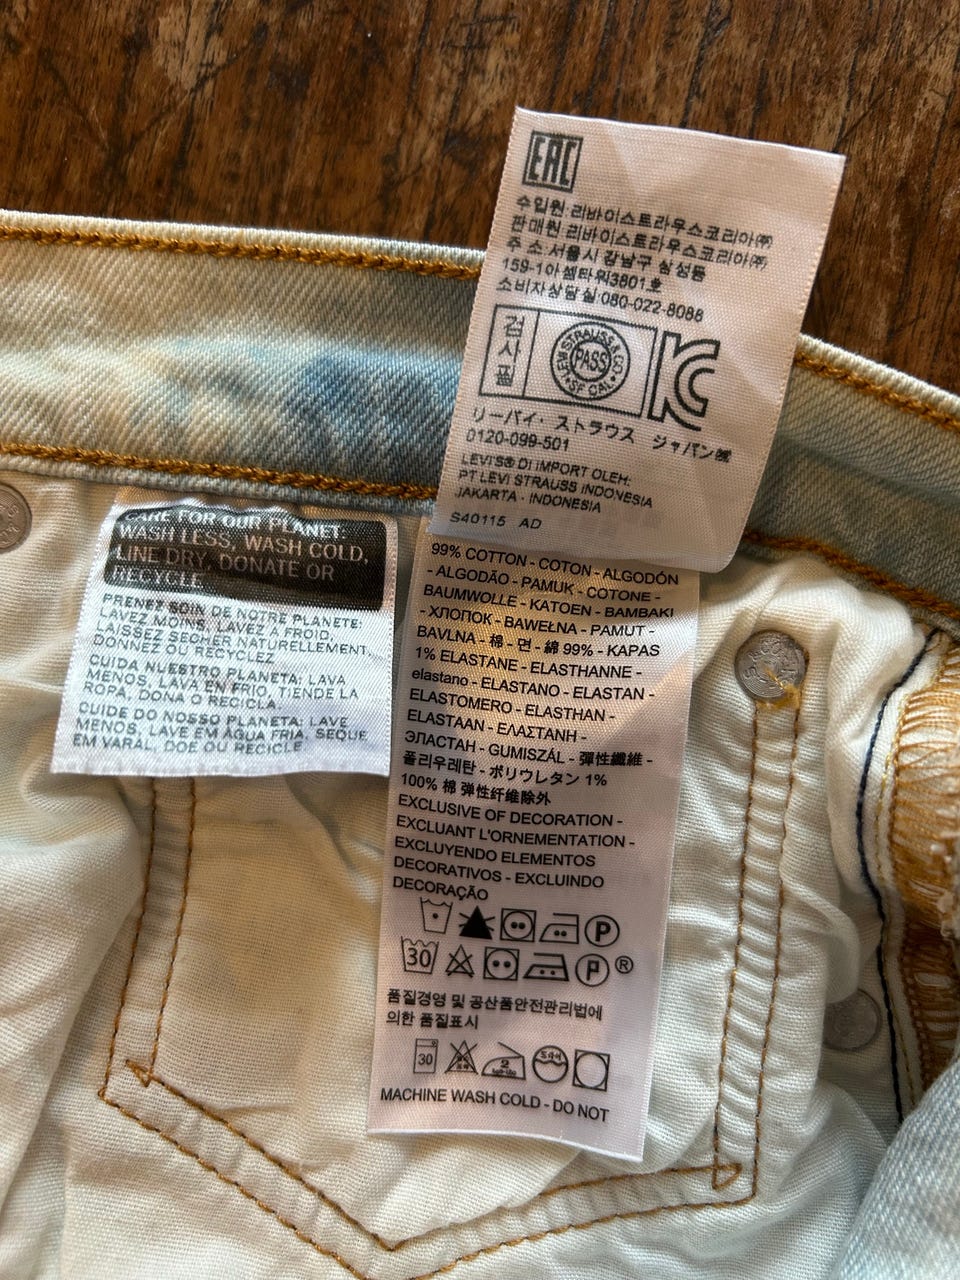 EAC
수입원:리바이스트라우스코리아㈜
판매원:리바이스트라우스코리아㈜
주 소:서울시 강남구 삼성동
159-1아셈타워3801호
소비자상담실:080-022-8088
검사필
LEVI STRAUSS & CO
PASS
SF CAL
リーバイ・ストラウス ジャパン㈱
0120-099-501
LEVI'S® DI IMPORT OLEH:
PT LEVI STRAUSS INDONESIA
JAKARTA - INDONESIA
S40115 AD
CARE FOR OUR PLANET:
WASH LESS, WASH COLD,
LINE DRY, DONATE OR
RECYCLE
PRENEZ SOIN DE NOTRE PLANETE:
LAVEZ MOINS, LAVEZ A FROID,
LAISSEZ SECHER NATURELLEMENT,
DONNEZ OU RECYCLEZ
CUIDA NUESTRO PLANETA: LAVA
MENOS, LAVA EN FRIO, TIENDE LA
ROPA, DONA O RECICLA.
CUIDE DO NOSSO PLANETA: LAVE
MENOS, LAVE EM ÁGUA FRIA, SEQUE
EM VARAL, DOE OU RECICLE.
99% COTTON - COTON - ALGODÓN
- ALGODÃO - PAMUK - COTONE -
BAUMWOLLE - KATOEN - BAMBAKI
- ХЛОПОК - BAWEŁNA - PAMUT -
BAVLNA - 棉 - 면 - 綿 99% - KAPAS
1% ELASTANE - ELASTHANNE -
elastano - ELASTANO - ELASTAN -
ELASTOMERO - ELASTHAN -
ELASTAAN - ΕΛΑΣΤΑΝΗ -
ЭЛАСТАН - GUMISZÁL - 彈性纖維 -
폴리우레탄 - ポリウレタン 1%
100% 棉 弹性纤维除外
EXCLUSIVE OF DECORATION -
EXCLUANT L'ORNEMENTATION -
EXCLUYENDO ELEMENTOS
DECORATIVOS - EXCLUINDO
DECORAÇÃO
P
30 P ®
품질경영 및 공산품안전관리법에
의한 품질표시
30 2
MACHINE WASH COLD - DO NOT